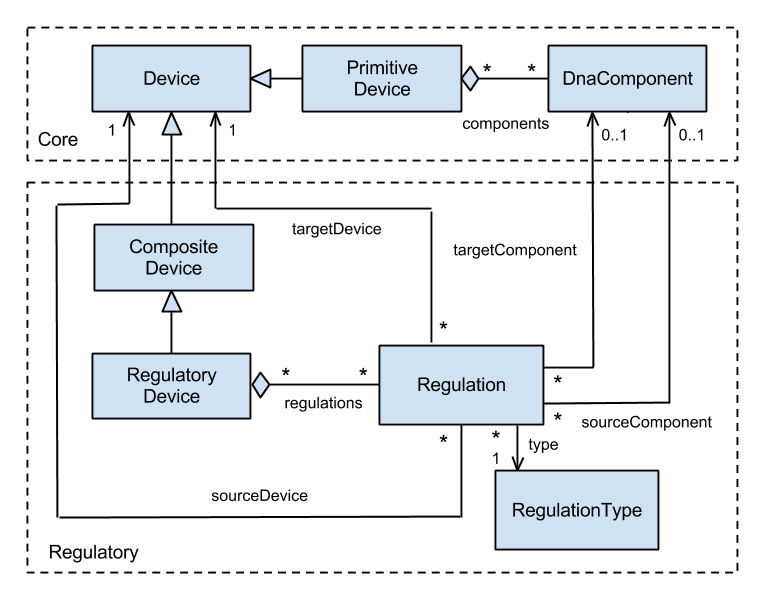 Device
Primitive
Device
*
*
DnaComponent
components
1
1
0..1
0..1
Core
targetDevice
targetComponent
Composite
Device
*
Regulatory
Device
*
*
regulations
Regulation
*
*
sourceComponent
*
*
type
1
sourceDevice
RegulationType
Regulatory